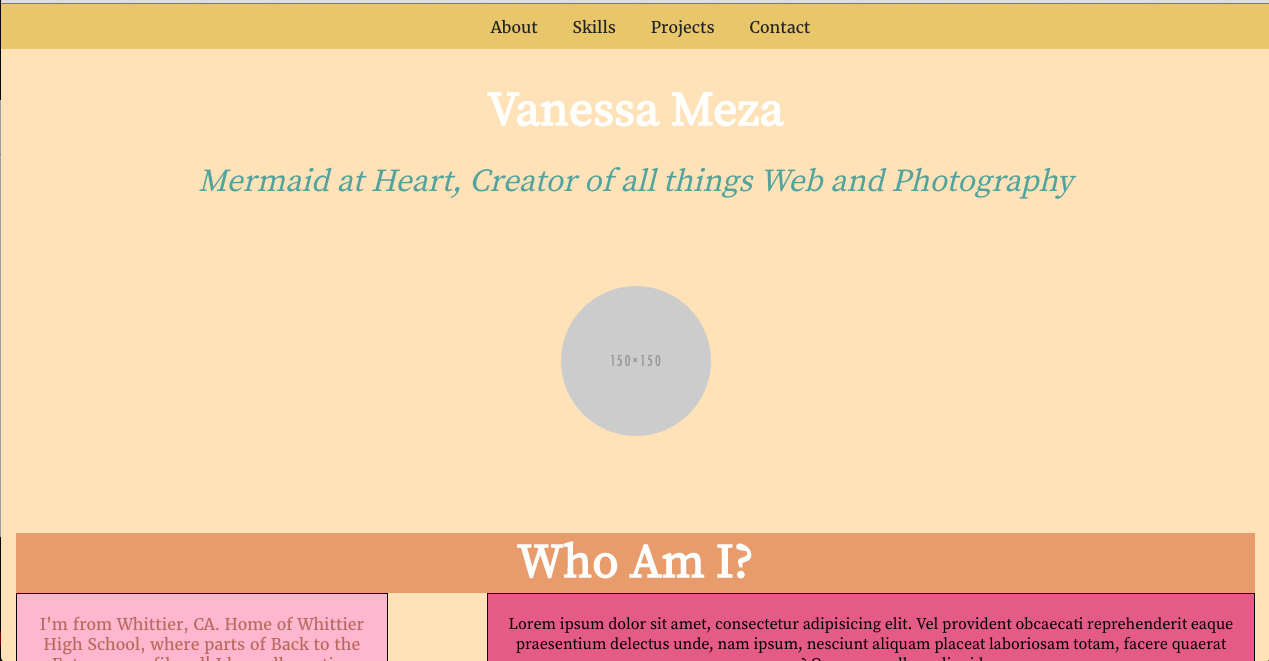 About Skills Projects Contact
Vanessa Meza
Mermaid at Heart, Creator of all things Web and Photography
150×150
Who Am I?
I'm from Whittier, CA. Home of Whittier
High School, where parts of Back to the
Lorem ipsum dolor sit amet, consectetur adipisicing elit. Vel provident obcaecati reprehenderit eaque
praesentium delectus unde, nam ipsum, nesciunt aliquam placeat laboriosam totam, facere quaerat